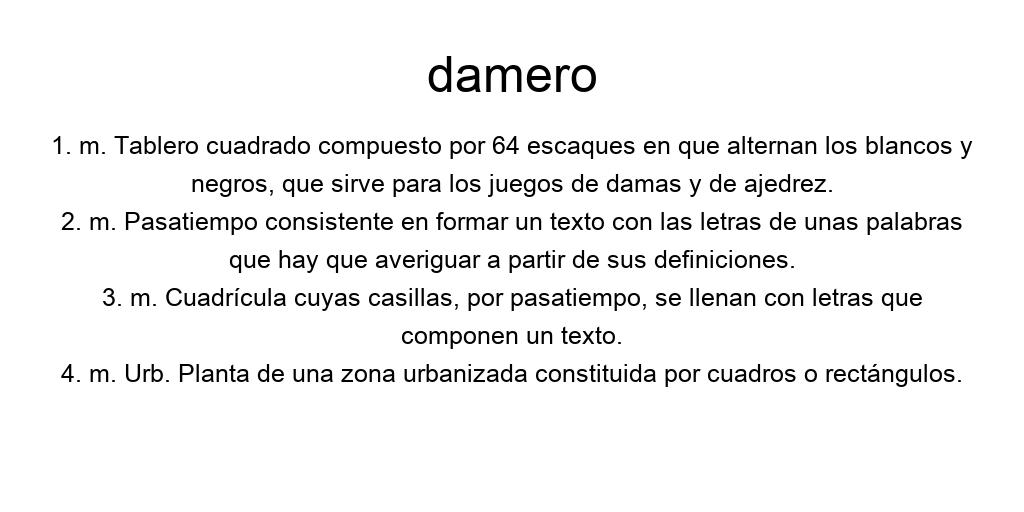 damero
1. m. Tablero cuadrado compuesto por 64 escaques en que alternan los blancos y
negros, que sirve para los juegos de damas y de ajedrez.
2. m. Pasatiempo consistente en formar un texto con las letras de unas palabras
que hay que averiguar a partir de sus definiciones.
3. m. Cuadrícula cuyas casillas, por pasatiempo, se llenan con letras que
componen un texto.
4. m. Urb. Planta de una zona urbanizada constituida por cuadros o rectángulos.